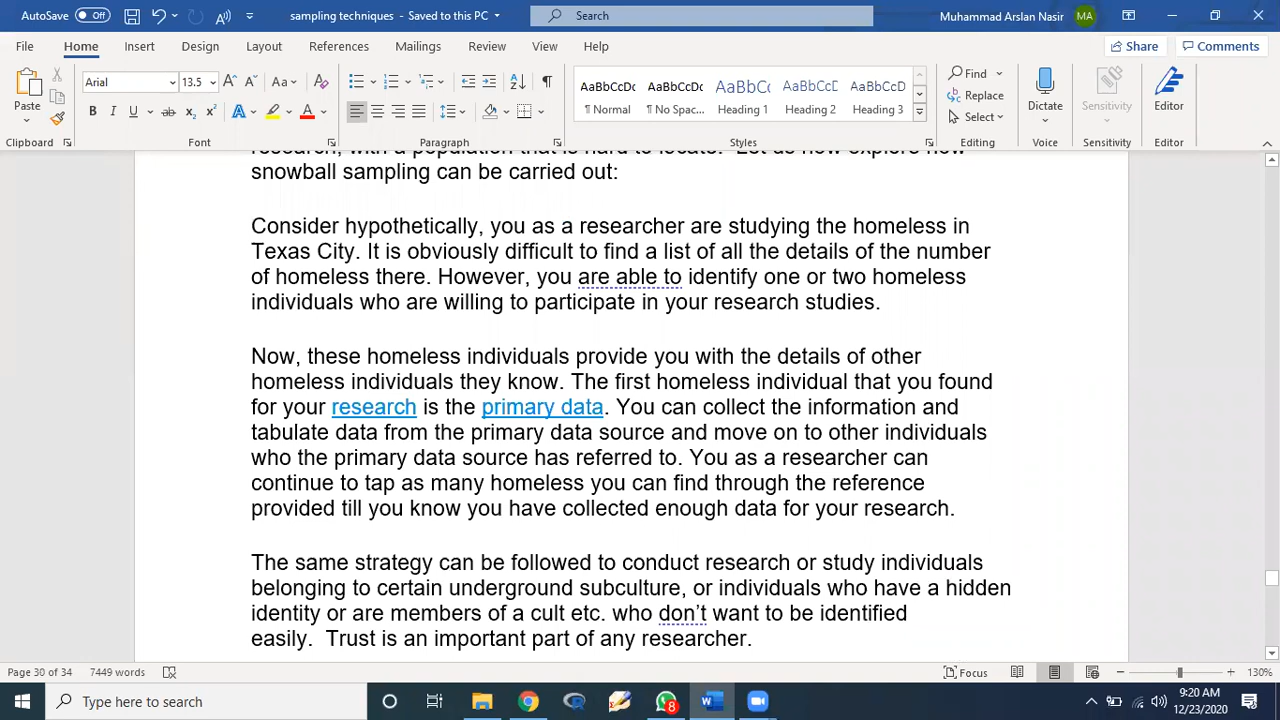 AutoSave Off sampling techniques - Saved to this PC Search Muhammad Arslan Nasir MA
File Home Insert Design Layout References Mailings Review View Help Share Comments
Paste Arial 13.5 Aa AaBbCcDc AaBbCcDc AaBbCc AaBbCcD AaBbCcD Find Replace Select Dictate Sensitivity Editor
B I U ab x₂ x² A A ¶ Normal ¶ No Spac... Heading 1 Heading 2 Heading 3
Clipboard Font Paragraph Styles Editing Voice Sensitivity Editor
snowball sampling can be carried out:
Consider hypothetically, you as a researcher are studying the homeless in
Texas City. It is obviously difficult to find a list of all the details of the number
of homeless there. However, you are able to identify one or two homeless
individuals who are willing to participate in your research studies.
Now, these homeless individuals provide you with the details of other
homeless individuals they know. The first homeless individual that you found
for your research is the primary data. You can collect the information and
tabulate data from the primary data source and move on to other individuals
who the primary data source has referred to. You as a researcher can
continue to tap as many homeless you can find through the reference
provided till you know you have collected enough data for your research.
The same strategy can be followed to conduct research or study individuals
belonging to certain underground subculture, or individuals who have a hidden
identity or are members of a cult etc. who don’t want to be identified
easily.  Trust is an important part of any researcher.
Page 30 of 34 7449 words Focus 130%
Type here to search 8 9:20 AM
12/23/2020